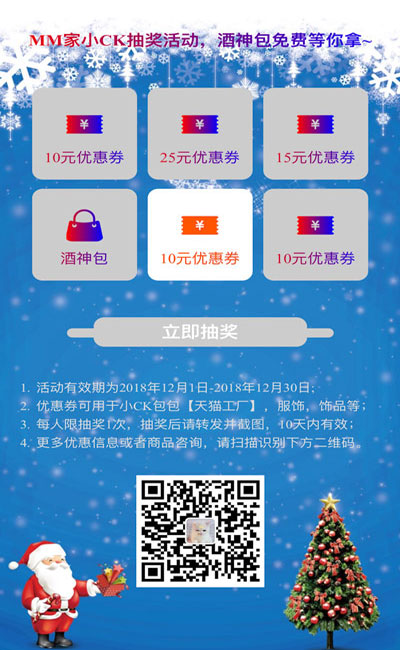 MM家小CK抽奖活动，酒神包免费等你拿~
¥ ¥ ¥
10元优惠券 25元优惠券 15元优惠券
¥ ¥
酒神包 10元优惠券 10元优惠券
立即抽奖
1. 活动有效期为2018年12月1日-2018年12月30日;
2. 优惠券可用于小CK包包【天猫工厂】，服饰，饰品等；
3. 每人限抽奖1次，抽奖后请转发并截图，10天内有效；
4. 更多优惠信息或者商品咨询，请扫描识别下方二维码。